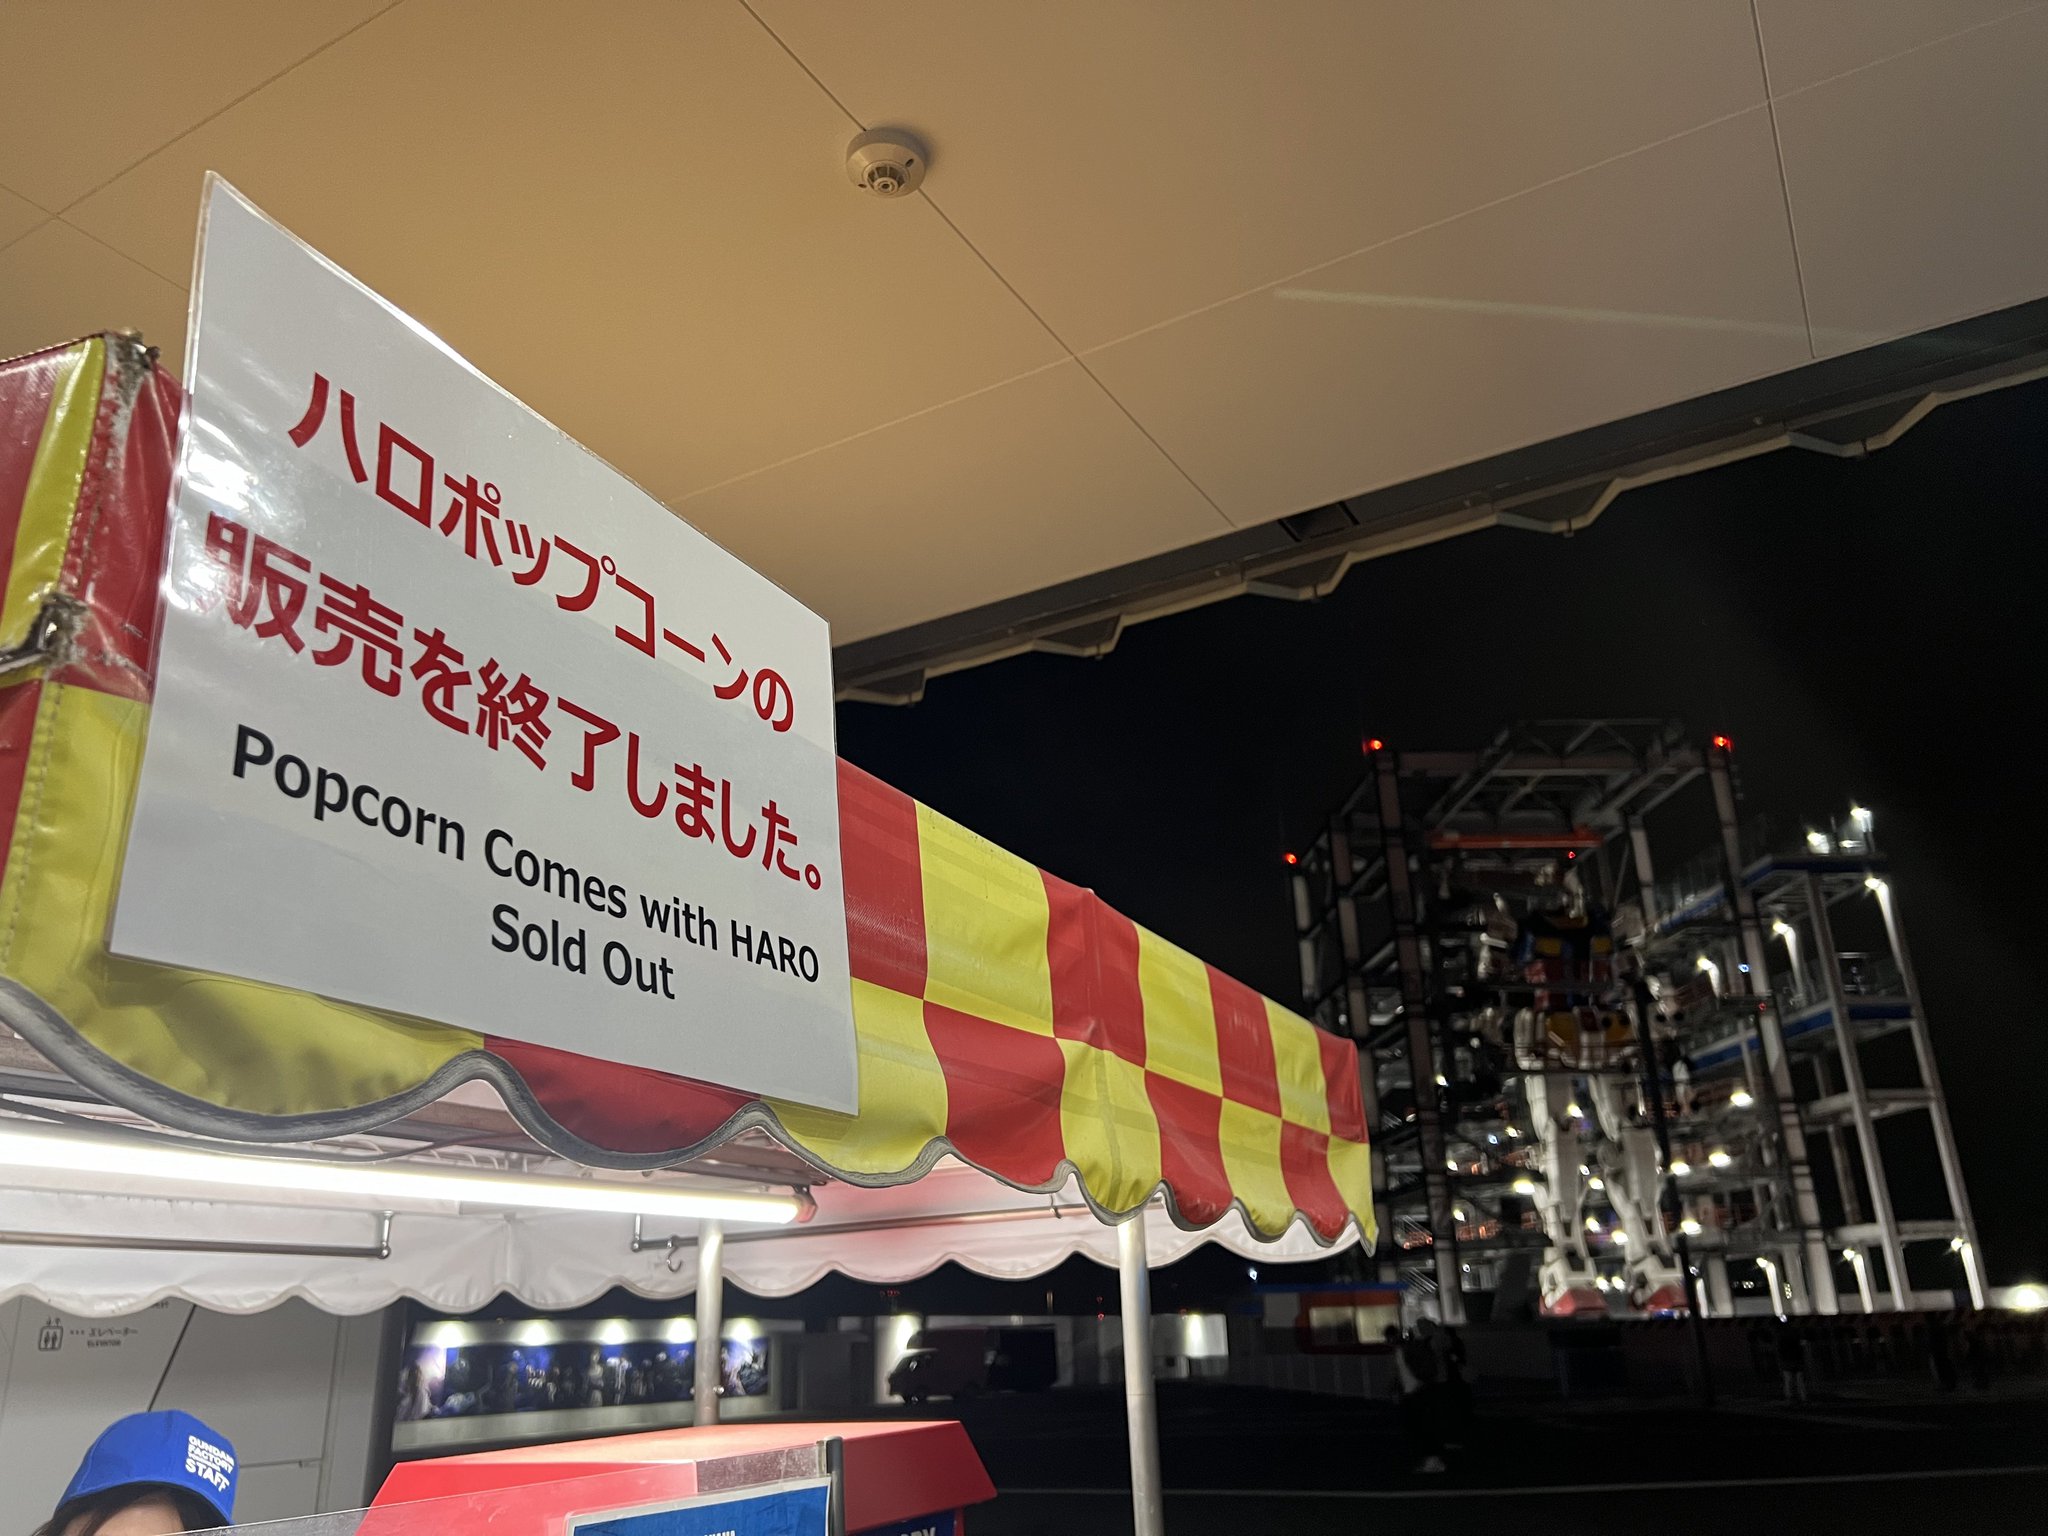 ハロポップコーンの
販売を終了しました。
Popcorn Comes with HARO
Sold Out
エレベーター
ELEVATOR
GUNDAM
FACTORY
STAFF